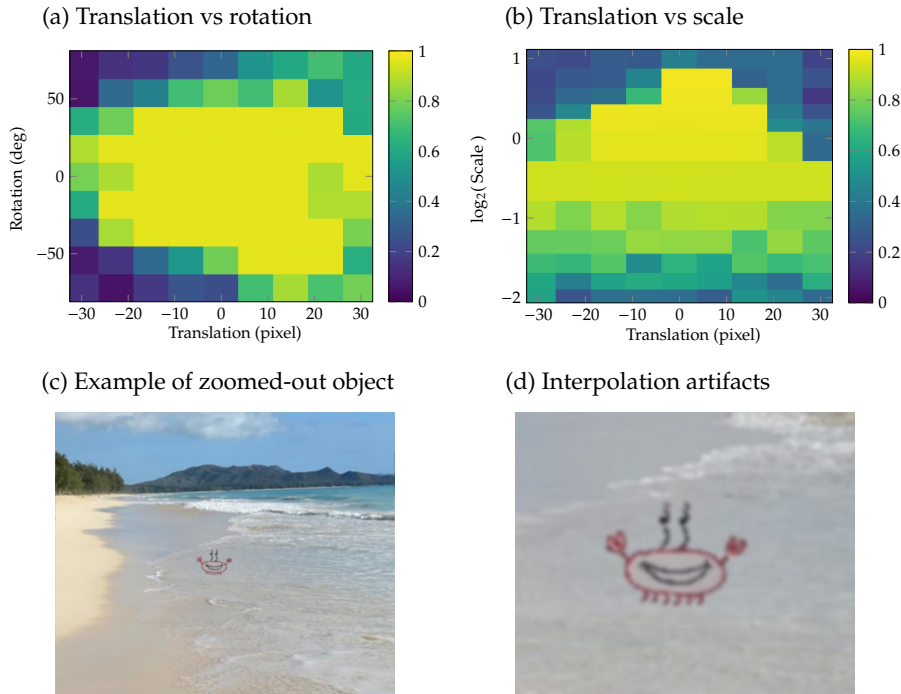 (a) Translation vs rotation
(b) Translation vs scale
1
0.8
0.6
0.4
0.2
0
50
0
−50
Rotation (deg)
−30 −20 −10 0 10 20 30
Translation (pixel)
1
0.8
0.6
0.4
0.2
0
1
0
−1
−2
log₂( Scale )
−30 −20 −10 0 10 20 30
Translation (pixel)
(c) Example of zoomed-out object
(d) Interpolation artifacts